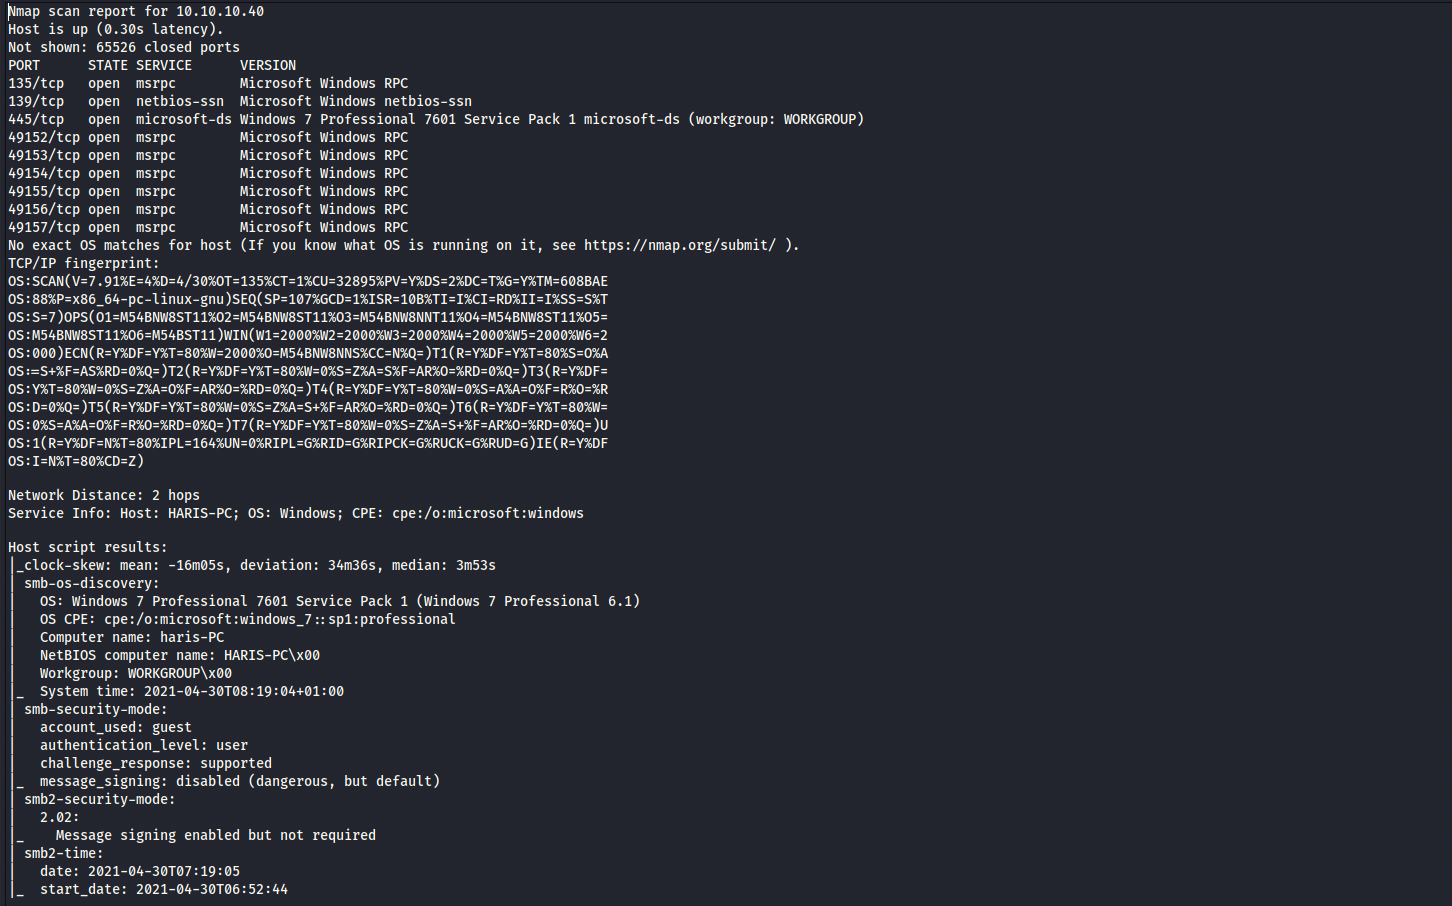 Nmap scan report for 10.10.10.40
Host is up (0.30s latency).
Not shown: 65526 closed ports
PORT      STATE SERVICE      VERSION
135/tcp   open  msrpc        Microsoft Windows RPC
139/tcp   open  netbios-ssn  Microsoft Windows netbios-ssn
445/tcp   open  microsoft-ds Windows 7 Professional 7601 Service Pack 1 microsoft-ds (workgroup: WORKGROUP)
49152/tcp open  msrpc        Microsoft Windows RPC
49153/tcp open  msrpc        Microsoft Windows RPC
49154/tcp open  msrpc        Microsoft Windows RPC
49155/tcp open  msrpc        Microsoft Windows RPC
49156/tcp open  msrpc        Microsoft Windows RPC
49157/tcp open  msrpc        Microsoft Windows RPC
No exact OS matches for host (If you know what OS is running on it, see https://nmap.org/submit/ ).
TCP/IP fingerprint:
OS:SCAN(V=7.91%E=4%D=4/30%OT=135%CT=1%CU=32895%PV=Y%DS=2%DC=T%G=Y%TM=608BAE
OS:88%P=x86_64-pc-linux-gnu)SEQ(SP=107%GCD=1%ISR=10B%TI=I%CI=RD%II=I%SS=S%T
OS:S=7)OPS(O1=M54BNW8ST11%O2=M54BNW8ST11%O3=M54BNW8NNT11%O4=M54BNW8ST11%O5=
OS:M54BNW8ST11%O6=M54BST11)WIN(W1=2000%W2=2000%W3=2000%W4=2000%W5=2000%W6=2
OS:000)ECN(R=Y%DF=Y%T=80%W=2000%O=M54BNW8NNS%CC=N%Q=)T1(R=Y%DF=Y%T=80%S=O%A
OS:=S+%F=AS%RD=0%Q=)T2(R=Y%DF=Y%T=80%W=0%S=Z%A=S%F=AR%O=%RD=0%Q=)T3(R=Y%DF=
OS:Y%T=80%W=0%S=Z%A=O%F=AR%O=%RD=0%Q=)T4(R=Y%DF=Y%T=80%W=0%S=A%A=O%F=R%O=%R
OS:D=0%Q=)T5(R=Y%DF=Y%T=80%W=0%S=Z%A=S+%F=AR%O=%RD=0%Q=)T6(R=Y%DF=Y%T=80%W=
OS:0%S=A%A=O%F=R%O=%RD=0%Q=)T7(R=Y%DF=Y%T=80%W=0%S=Z%A=S+%F=AR%O=%RD=0%Q=)U
OS:1(R=Y%DF=N%T=80%IPL=164%UN=0%RIPL=G%RID=G%RIPCK=G%RUCK=G%RUD=G)IE(R=Y%DF
OS:I=N%T=80%CD=Z)

Network Distance: 2 hops
Service Info: Host: HARIS-PC; OS: Windows; CPE: cpe:/o:microsoft:windows

Host script results:
|_clock-skew: mean: -16m05s, deviation: 34m36s, median: 3m53s
| smb-os-discovery:
|   OS: Windows 7 Professional 7601 Service Pack 1 (Windows 7 Professional 6.1)
|   OS CPE: cpe:/o:microsoft:windows_7::sp1:professional
|   Computer name: haris-PC
|   NetBIOS computer name: HARIS-PC\x00
|   Workgroup: WORKGROUP\x00
|_  System time: 2021-04-30T08:19:04+01:00
| smb-security-mode:
|   account_used: guest
|   authentication_level: user
|   challenge_response: supported
|_  message_signing: disabled (dangerous, but default)
| smb2-security-mode:
|   2.02:
|_    Message signing enabled but not required
| smb2-time:
|   date: 2021-04-30T07:19:05
|_  start_date: 2021-04-30T06:52:44